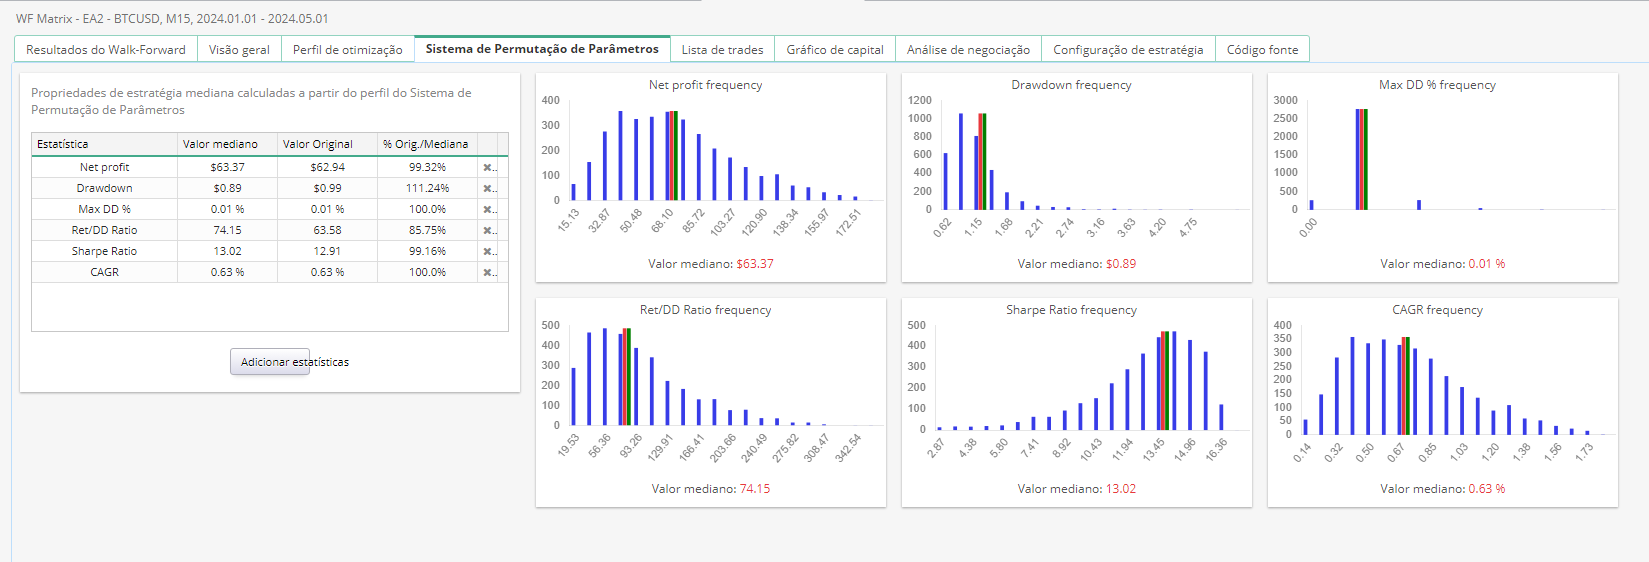 WF Matrix - EA2 - BTCUSD, M15, 2024.01.01 - 2024.05.01
Resultados do Walk-Forward Visão geral Perfil de otimização Sistema de Permutação de Parâmetros Lista de trades Gráfico de capital Análise de negociação Configuração de estratégia Código fonte
Propriedades de estratégia mediana calculadas a partir do perfil do Sistema de
Permutação de Parâmetros
Estatística Valor mediano Valor Original % Orig./Mediana
Net profit $63.37 $62.94 99.32%
Drawdown $0.89 $0.99 111.24%
Max DD % 0.01 % 0.01 % 100.0%
Ret/DD Ratio 74.15 63.58 85.75%
Sharpe Ratio 13.02 12.91 99.16%
CAGR 0.63 % 0.63 % 100.0%
Adicionar estatísticas
Net profit frequency
400
300
200
100
0
15.13 32.87 50.48 68.10 85.72 103.27 120.90 138.34 155.97 172.51
Valor mediano: $63.37
Drawdown frequency
1200
1000
800
600
400
200
0
0.62 1.15 1.68 2.21 2.74 3.16 3.63 4.20 4.75
Valor mediano: $0.89
Max DD % frequency
3000
2500
2000
1500
1000
500
0
0.00
Valor mediano: 0.01 %
Ret/DD Ratio frequency
500
400
300
200
100
0
19.53 56.36 93.26 129.91 166.41 203.66 240.49 275.82 308.47 342.54
Valor mediano: 74.15
Sharpe Ratio frequency
500
400
300
200
100
0
2.87 4.38 5.80 7.41 8.92 10.43 11.94 13.45 14.96 16.36
Valor mediano: 13.02
CAGR frequency
400
350
300
250
200
150
100
50
0
0.14 0.32 0.50 0.67 0.85 1.03 1.20 1.38 1.56 1.73
Valor mediano: 0.63 %